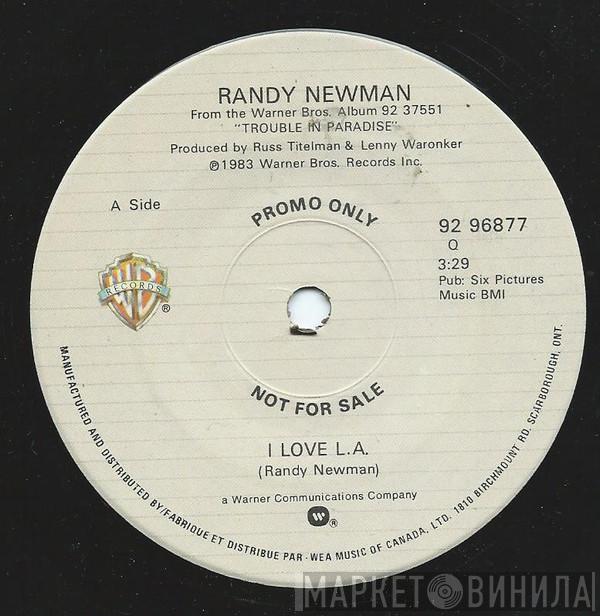 RANDY NEWMAN
From the Warner Bros. Album 92 37551
"TROUBLE IN PARADISE"
Produced by Russ Titelman & Lenny Waronker
℗1983 Warner Bros. Records Inc.
A Side
PROMO ONLY
92 96877
Q
3:29
Pub: Six Pictures
Music BMI
WB
RECORDS
®
NOT FOR SALE
I LOVE L.A.
(Randy Newman)
a Warner Communications Company
W ®
MANUFACTURED AND DISTRIBUTED BY/FABRIQUE ET DISTRIBUE PAR - WEA MUSIC OF CANADA, LTD. 1810 BIRCHMOUNT RD. SCARBOROUGH, ONT.
МАРКЕТ ВИНИЛА